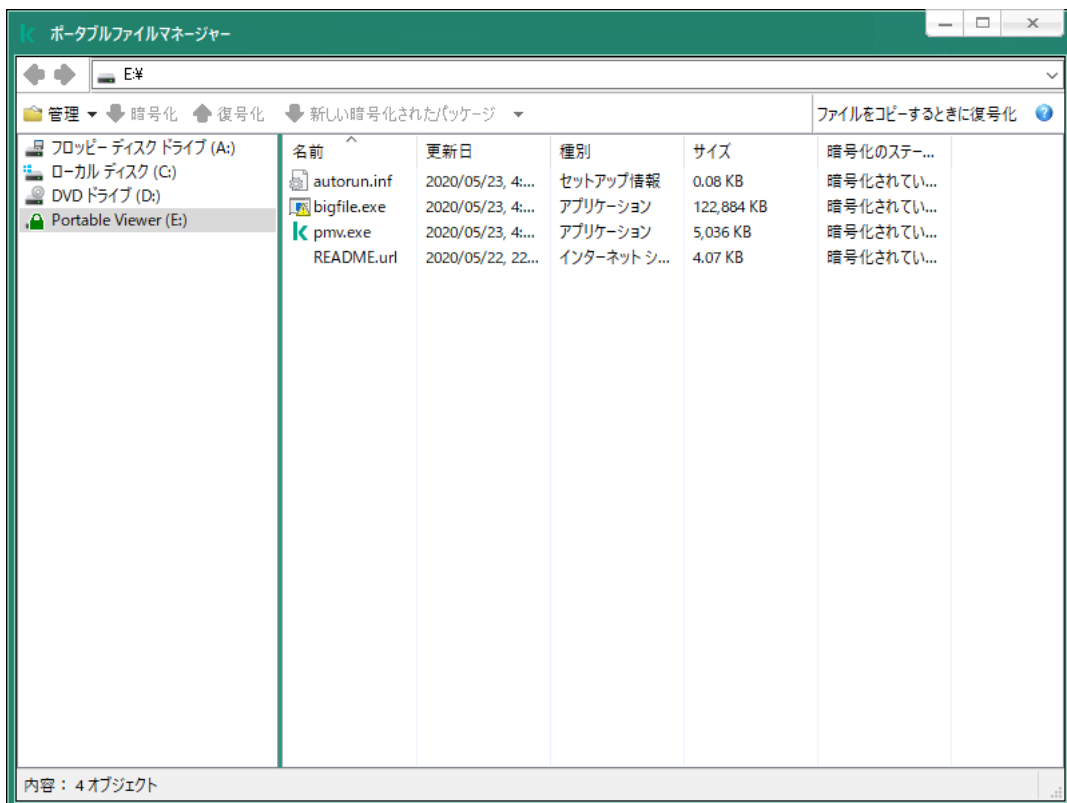 ポータブルファイルマネージャー
E:¥
管理 暗号化 復号化 新しい暗号化されたパッケージ ファイルをコピーするときに復号化
フロッピー ディスク ドライブ (A:)
ローカル ディスク (C:)
DVD ドライブ (D:)
Portable Viewer (E:)
名前 更新日 種別 サイズ 暗号化のステー...
autorun.inf 2020/05/23, 4:... セットアップ情報 0.08 KB 暗号化されてい...
bigfile.exe 2020/05/23, 4:... アプリケーション 122,884 KB 暗号化されてい...
pmv.exe 2020/05/23, 4:... アプリケーション 5,036 KB 暗号化されてい...
README.url 2020/05/22, 22... インターネット シ... 4.07 KB 暗号化されてい...
内容： 4 オブジェクト